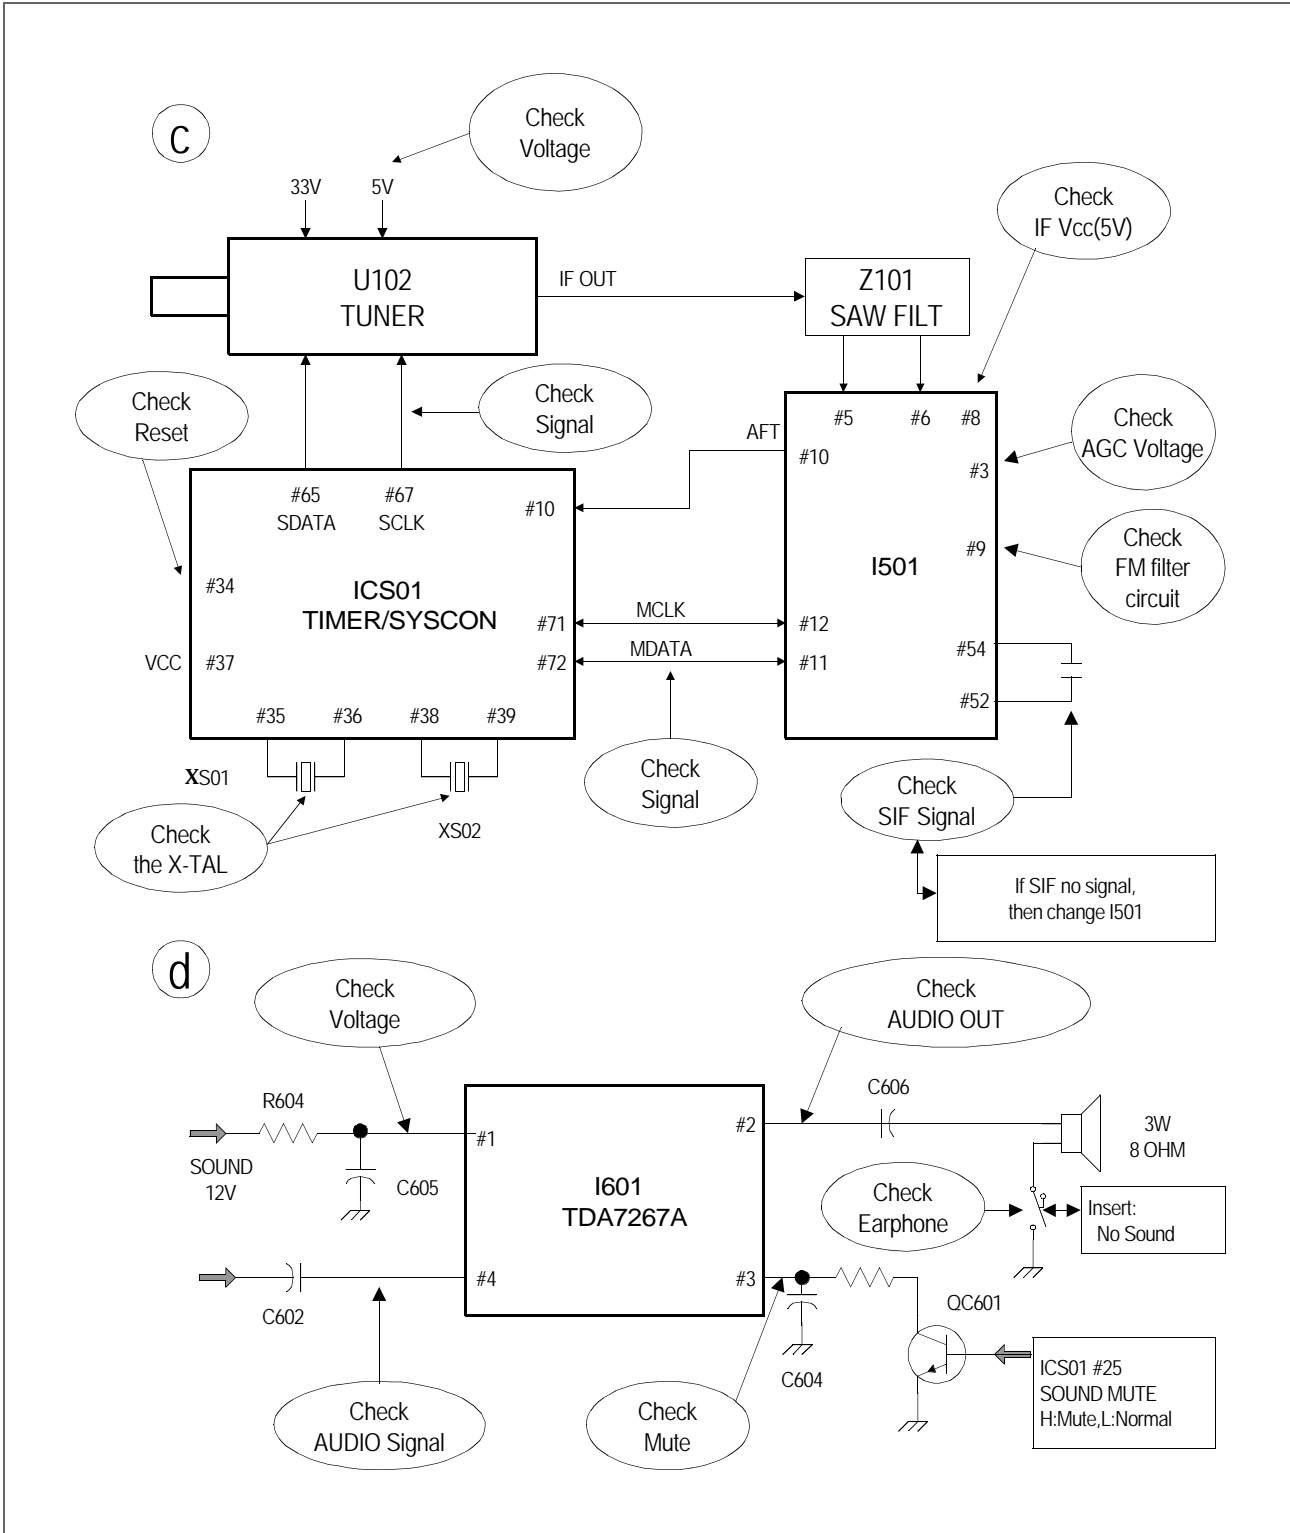 c
Check
Voltage
33V
5V
Check
IF Vcc(5V)
U102
TUNER
IF OUT
Z101
SAW FILT
Check
Reset
Check
Signal
#5
#6
#8
Check
AGC Voltage
AFT
#10
#3
#65
SDATA
#67
SCLK
#10
Check
FM filter
circuit
#9
I501
#34
ICS01
TIMER/SYSCON
#71
MCLK
#12
VCC
#37
#72
MDATA
#11
#54
#52
#35
#36
#38
#39
XS01
XS02
Check
the X-TAL
Check
Signal
Check
SIF Signal
If SIF no signal,
then change I501
d
Check
Voltage
Check
AUDIO OUT
R604
C606
#1
#2
3W
8 OHM
SOUND
12V
C605
I601
TDA7267A
Check
Earphone
Insert:
No Sound
#4
#3
C602
C604
QC601
ICS01 #25
SOUND MUTE
H:Mute,L:Normal
Check
AUDIO Signal
Check
Mute